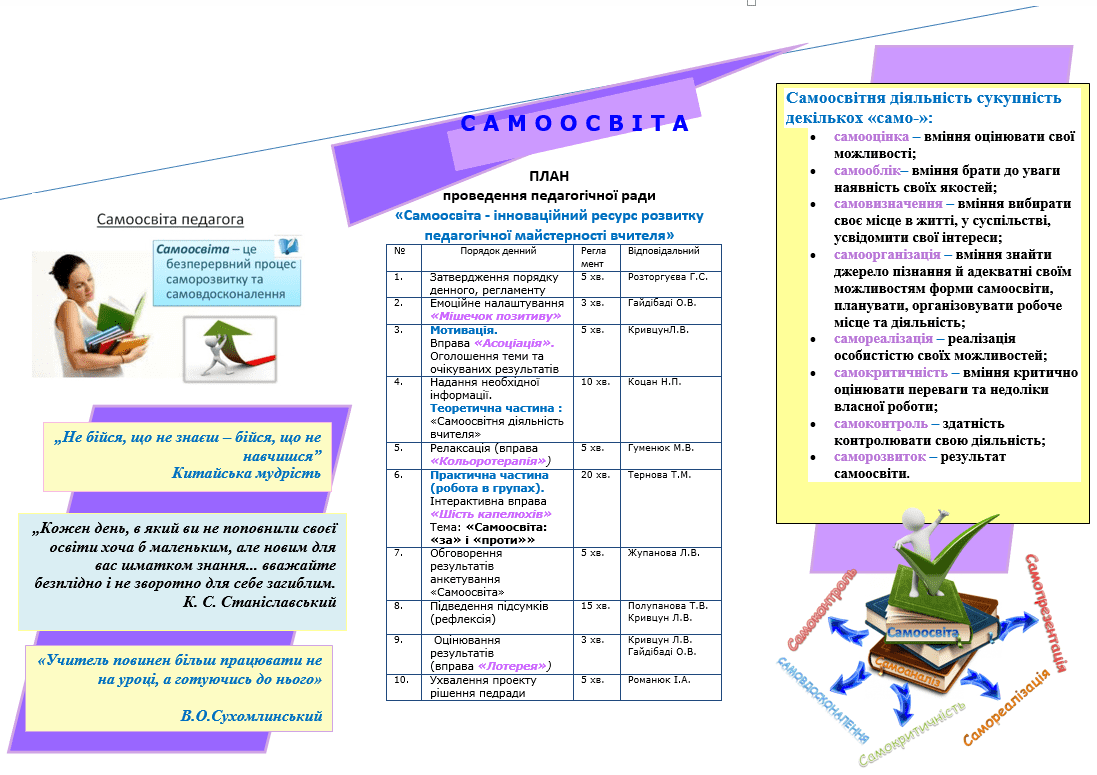 С А М О О С В І Т А
Самоосвіта педагога
Самоосвіта – це
безперервний процес
саморозвитку та
самовдосконалення
„Не бійся, що не знаєш – бійся, що не
навчишся”
Китайська мудрість
„Кожен день, в який ви не поповнили своєї
освіти хоча б маленьким, але новим для
вас шматком знання... вважайте
безплідно і не зворотно для себе загиблим.
К. С. Станіславський
«Учитель повинен більш працювати не
на уроці, а готуючись до нього»
В.О.Сухомлинський
ПЛАН
проведення педагогічної ради
«Самоосвіта - інноваційний ресурс розвитку
педагогічної майстерності вчителя»
№ Порядок денний Регла Відповідальний
мент
1. Затвердження порядку 5 хв. Розторгуєва Г.С.
денного, регламенту
2. Емоційне налаштування 3 хв. Гайдібаді О.В.
«Мішечок позитиву»
3. Мотивація. 5 хв. КривцунЛ.В.
Вправа «Асоціація».
Оголошення теми та
очікуваних результатів
4. Надання необхідної 10 хв. Коцан Н.П.
інформації.
Теоретична частина :
«Самоосвітня діяльність
вчителя»
5. Релаксація (вправа 5 хв. Гуменюк М.В.
«Кольоротерапія»)
6. Практична частина 20 хв. Тернова Т.М.
(робота в групах).
Інтерактивна вправа
«Шість капелюхів»
Тема: «Самоосвіта:
«за» і «проти»»
7. Обговорення 5 хв. Жупанова Л.В.
результатів
анкетування
«Самоосвіта»
8. Підведення підсумків 15 хв. Полупанова Т.В.
(рефлексія) Кривцун Л.В.
9. Оцінювання 3 хв. Кривцун Л.В.
результатів Гайдібаді О.В.
(вправа «Лотерея»)
10. Ухвалення проекту 5 хв. Романюк І.А.
рішення педради
Самоосвітня діяльність сукупність
декількох «само-»:
• самооцінка – вміння оцінювати свої
можливості;
• самооблік– вміння брати до уваги
наявність своїх якостей;
• самовизначення – вміння вибирати
своє місце в житті, у суспільстві,
усвідомити свої інтереси;
• самоорганізація – вміння знайти
джерело пізнання й адекватні своїм
можливостям форми самоосвіти,
планувати, організовувати робоче
місце та діяльність;
• самореалізація – реалізація
особистістю своїх можливостей;
• самокритичність – вміння критично
оцінювати переваги та недоліки
власної роботи;
• самоконтроль – здатність
контролювати свою діяльність;
• саморозвиток – результат
самоосвіти.
Самоконтроль
Самопрезентація
Самоосвіта
Самоаналіз
самовдосконалення
Самореалізація
Самокритичність